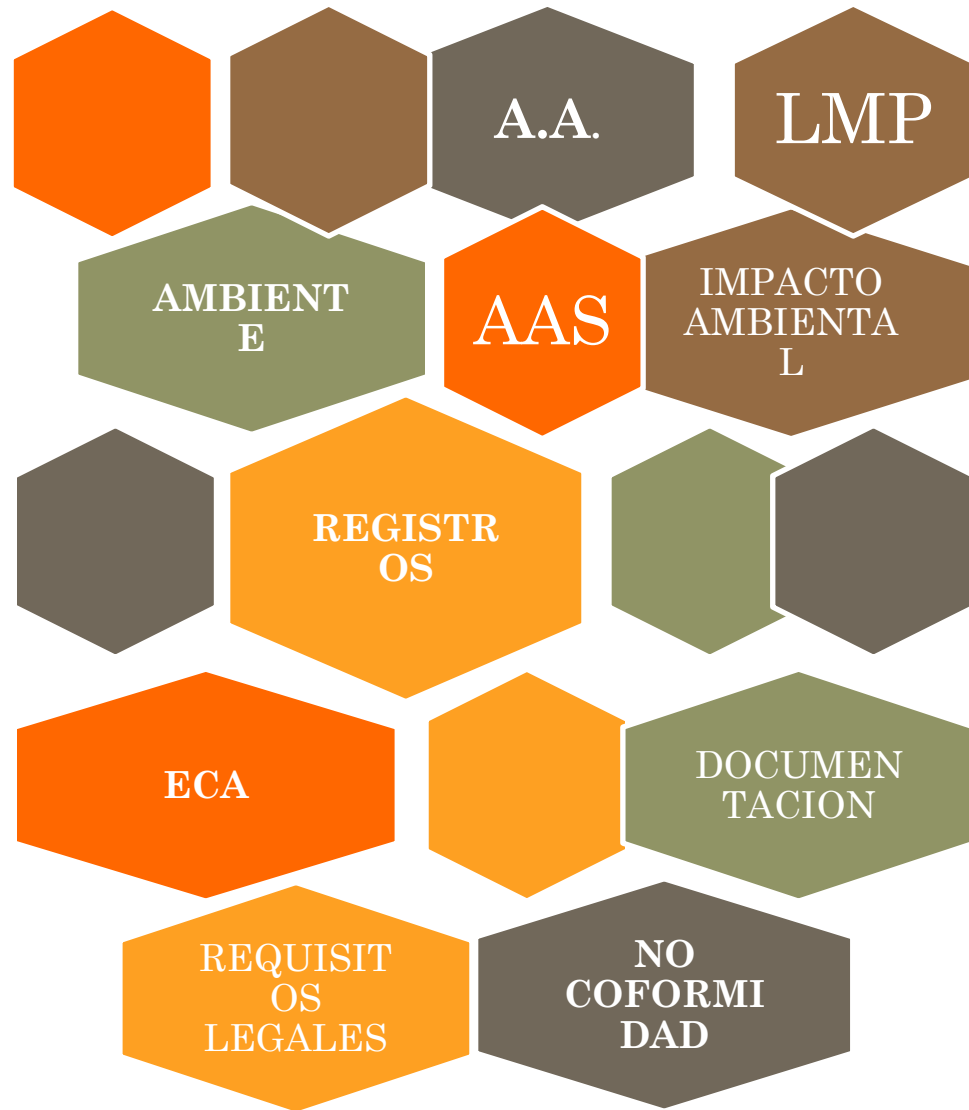 A.A.
LMP
AMBIENT
E
AAS
IMPACTO
AMBIENTA
L
REGISTR
OS
ECA
DOCUMEN
TACION
REQUISIT
OS
LEGALES
NO
COFORMI
DAD